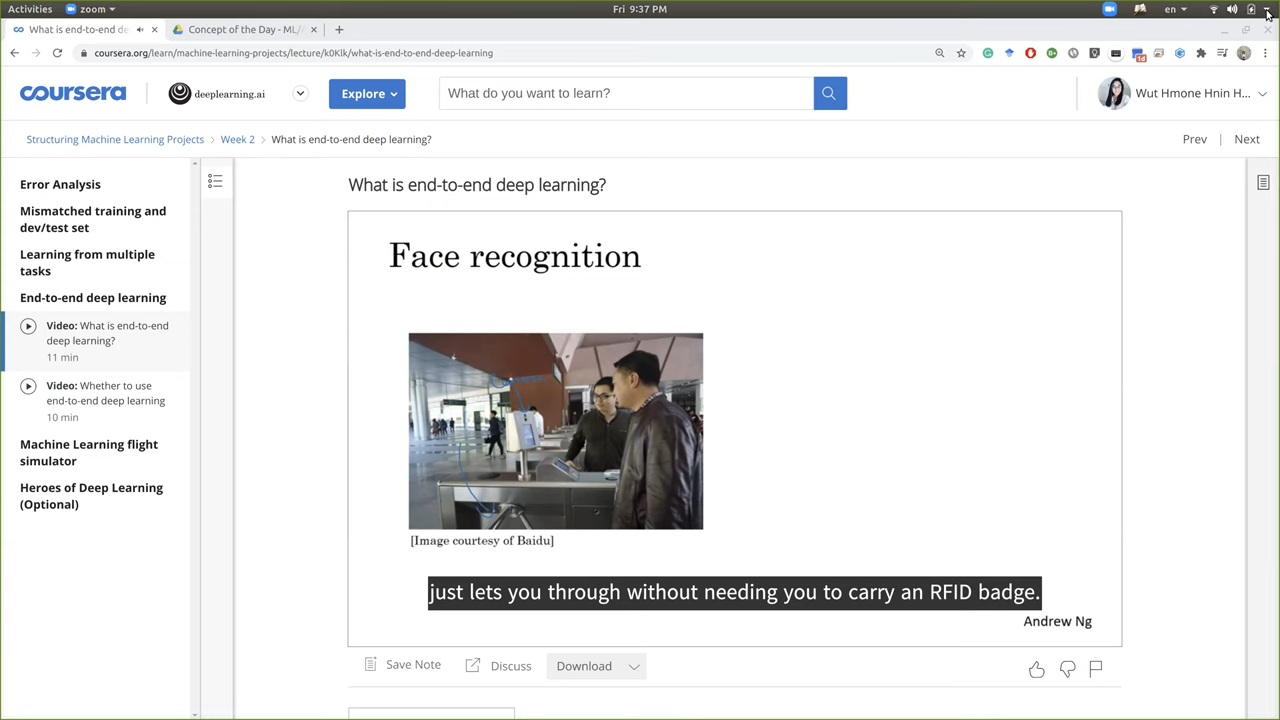 Activities
zoom
Fri 9:37 PM
en
What is end-to-end de
Concept of the Day - ML/
coursera.org/learn/machine-learning-projects/lecture/k0Klk/what-is-end-to-end-deep-learning
1d
coursera
deeplearning.ai
Explore
What do you want to learn?
Wut Hmone Hnin H...
Structuring Machine Learning Projects > Week 2 > What is end-to-end deep learning?
Prev | Next
Error Analysis
Mismatched training and
dev/test set
Learning from multiple
tasks
End-to-end deep learning
Video: What is end-to-end
deep learning?
11 min
Video: Whether to use
end-to-end deep learning
10 min
Machine Learning flight
simulator
Heroes of Deep Learning
(Optional)
What is end-to-end deep learning?
Face recognition
[Image courtesy of Baidu]
just lets you through without needing you to carry an RFID badge.
Andrew Ng
Save Note
Discuss
Download